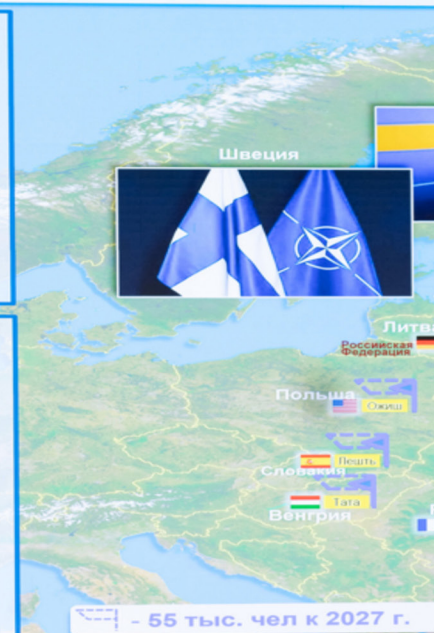 Швеция
Литва
Российская
Федерация
Польша
Ожиш
Лешть
Словакия
Тата
Венгрия
- 55 тыс. чел к 2027 г.